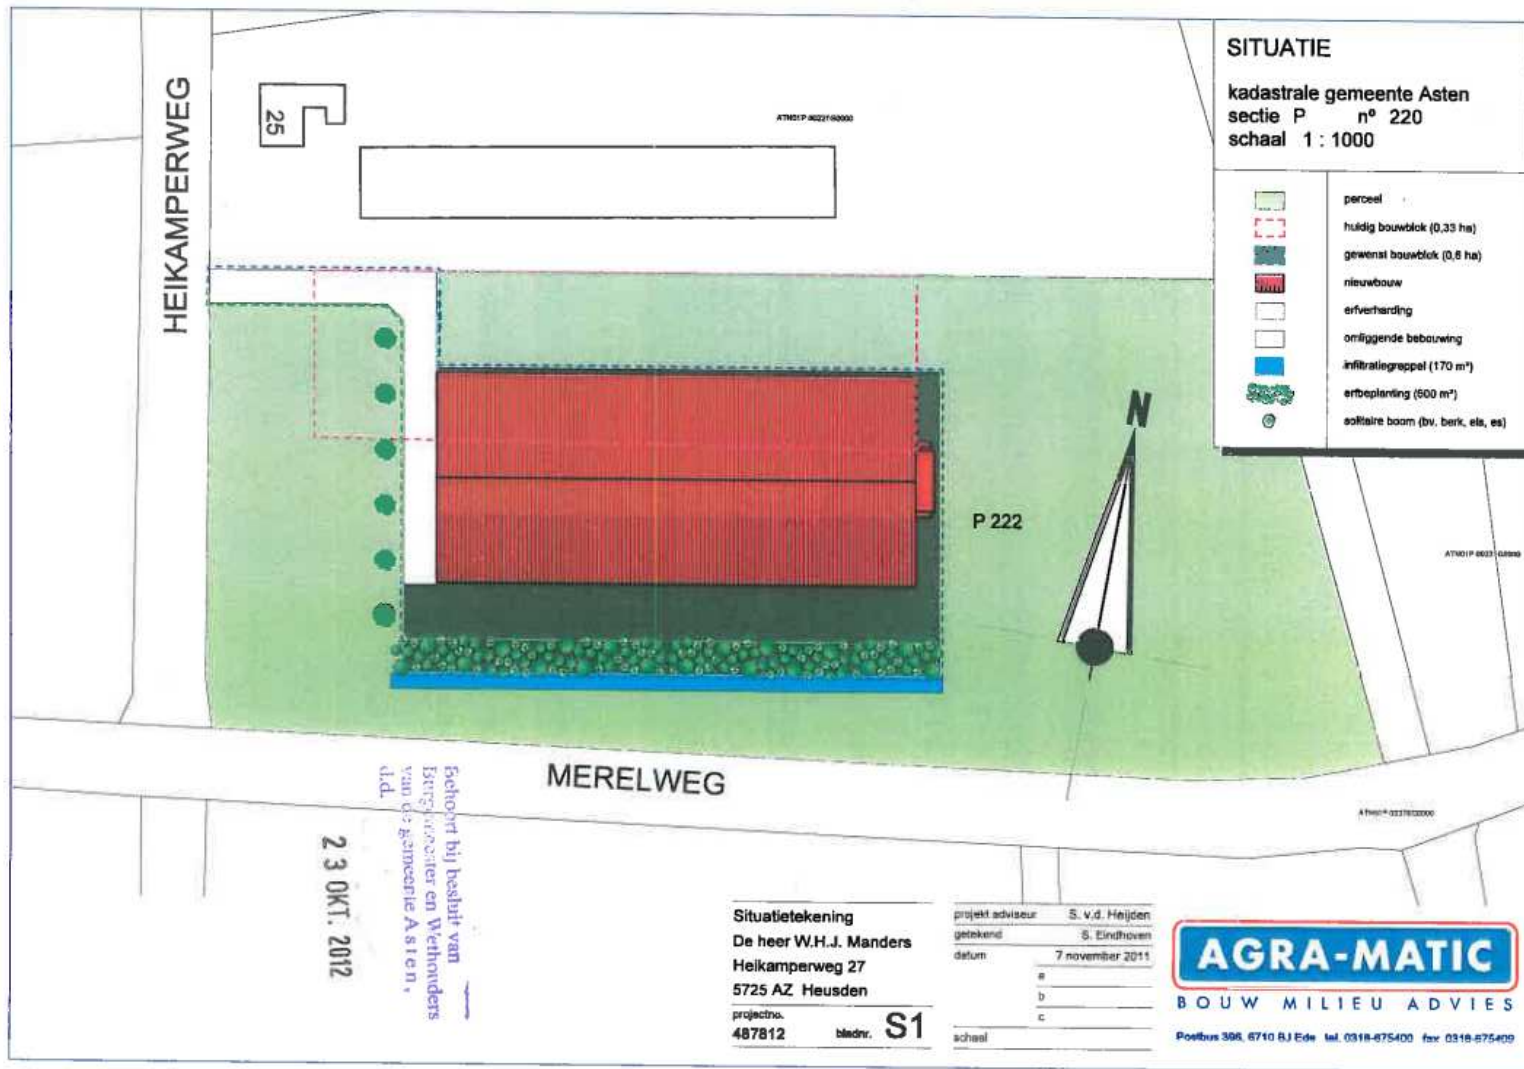 HEIKAMPERWEG
25
P 222
N
MERELWEG
SITUATIE
kadastrale gemeente Asten
sectie P nº 220
schaal 1 : 1000
perceel
huidig bouwblok (0,33 ha)
gewenst bouwblok (0,6 ha)
nieuwbouw
erfverharding
omliggende bebouwing
infiltratiegreppel (170 m²)
erfbeplanting (600 m²)
solitaire boom (bv. berk, els, es)
Behoort bij besluit van
Burgemeester en Wethouders
van de gemeente Asten,
d.d.
23 OKT. 2012
Situatietekening
De heer W.H.J. Manders
Heikamperweg 27
5725 AZ Heusden
projectno.
487812 bladnr. S1
projekt adviseur S. v.d. Heijden
getekend S. Eindhoven
datum 7 november 2011
a
b
c
schaal
AGRA-MATIC
BOUW MILIEU ADVIES
Postbus 396, 6710 BJ Ede tel. 0318-675400 fax 0318-675409